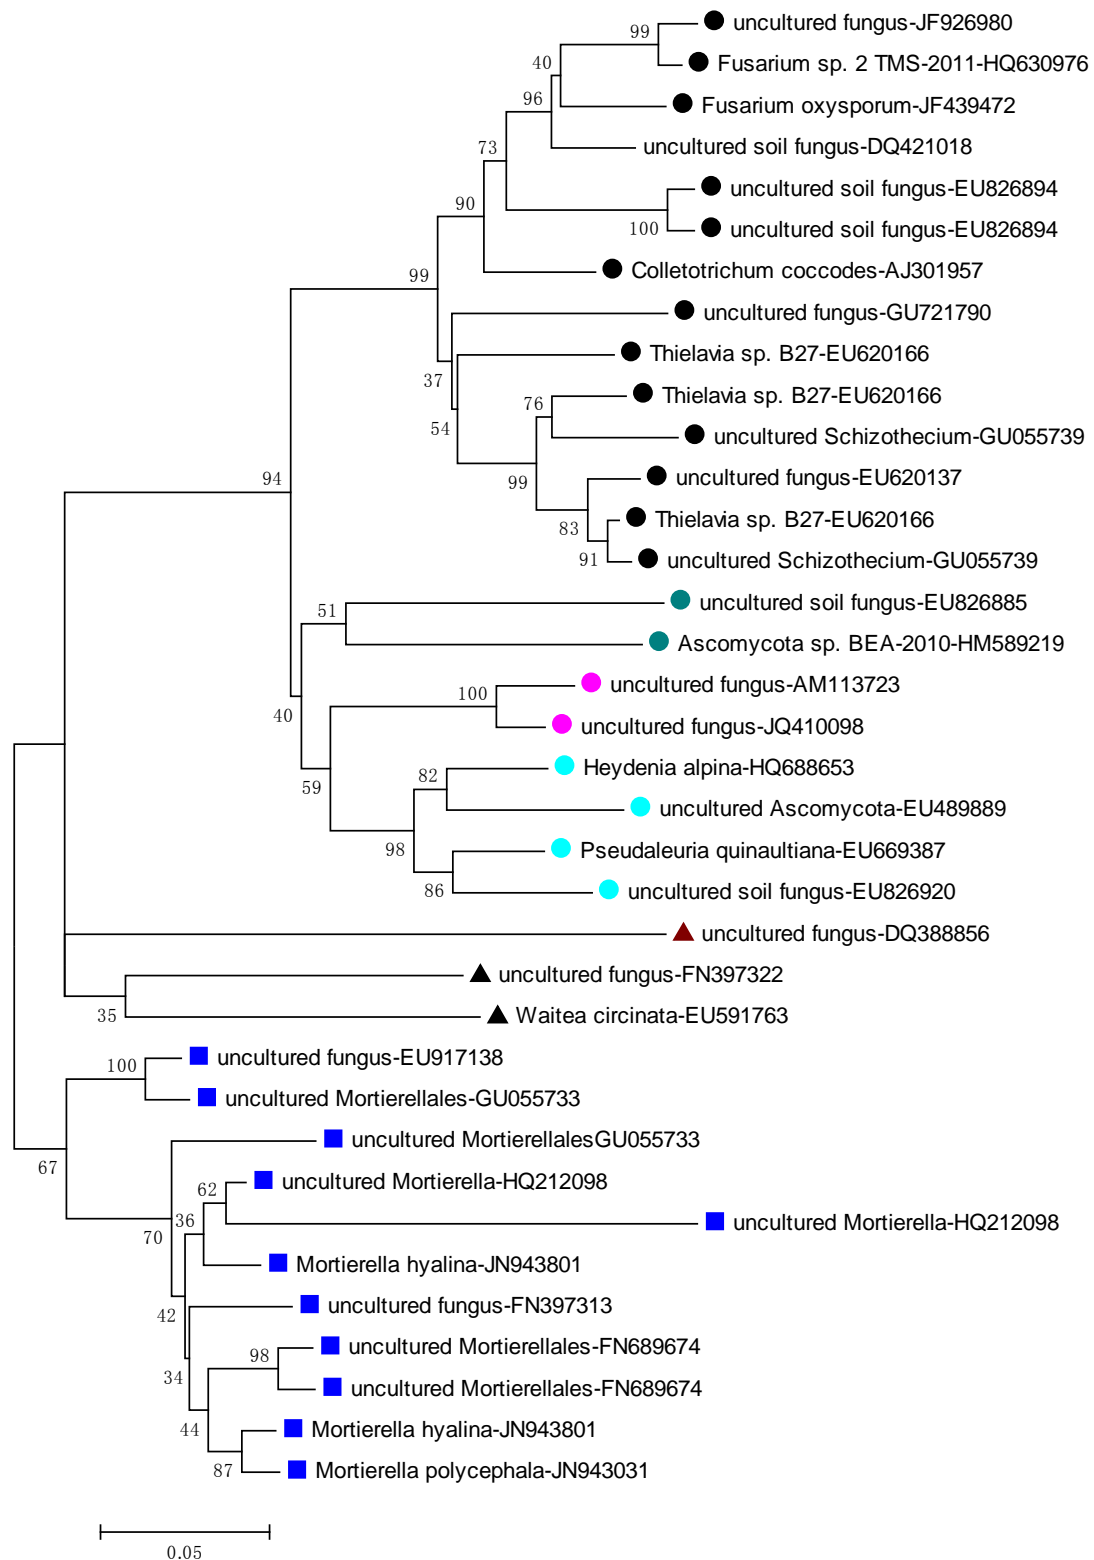 uncultured fungus-JF926980
99
Fusarium sp. 2 TMS-2011-HQ630976
40
96
Fusarium oxysporum-JF439472
73
uncultured soil fungus-DQ421018
uncultured soil fungus-EU826894
90
100
uncultured soil fungus-EU826894
99
Colletotrichum coccodes-AJ301957
uncultured fungus-GU721790
Thielavia sp. B27-EU620166
37
Thielavia sp. B27-EU620166
76
54
uncultured Schizothecium-GU055739
94
99
uncultured fungus-EU620137
83
Thielavia sp. B27-EU620166
91
uncultured Schizothecium-GU055739
51
uncultured soil fungus-EU826885
Ascomycota sp. BEA-2010-HM589219
40
100
uncultured fungus-AM113723
uncultured fungus-JQ410098
59
82
Heydenia alpina-HQ688653
uncultured Ascomycota-EU489889
98
Pseudaleuria quinaultiana-EU669387
86
uncultured soil fungus-EU826920
uncultured fungus-DQ388856
uncultured fungus-FN397322
35
Waitea circinata-EU591763
100
uncultured fungus-EU917138
uncultured Mortierellales-GU055733
67
uncultured MortierellalesGU055733
62
uncultured Mortierella-HQ212098
36
70
uncultured Mortierella-HQ212098
Mortierella hyalina-JN943801
42
uncultured fungus-FN397313
98
uncultured Mortierellales-FN689674
34
uncultured Mortierellales-FN689674
44
Mortierella hyalina-JN943801
87
Mortierella polycephala-JN943031
0.05